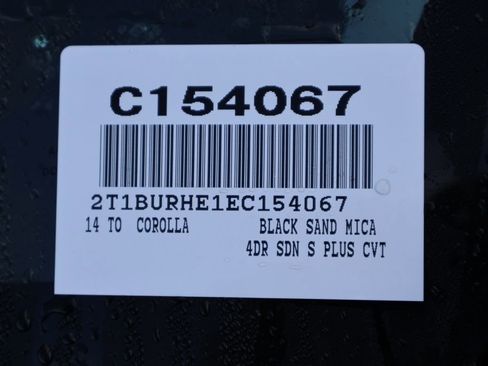 C154067
2T1BURHE1EC154067
14 TO COROLLA BLACK SAND MICA
4DR SDN S PLUS CVT